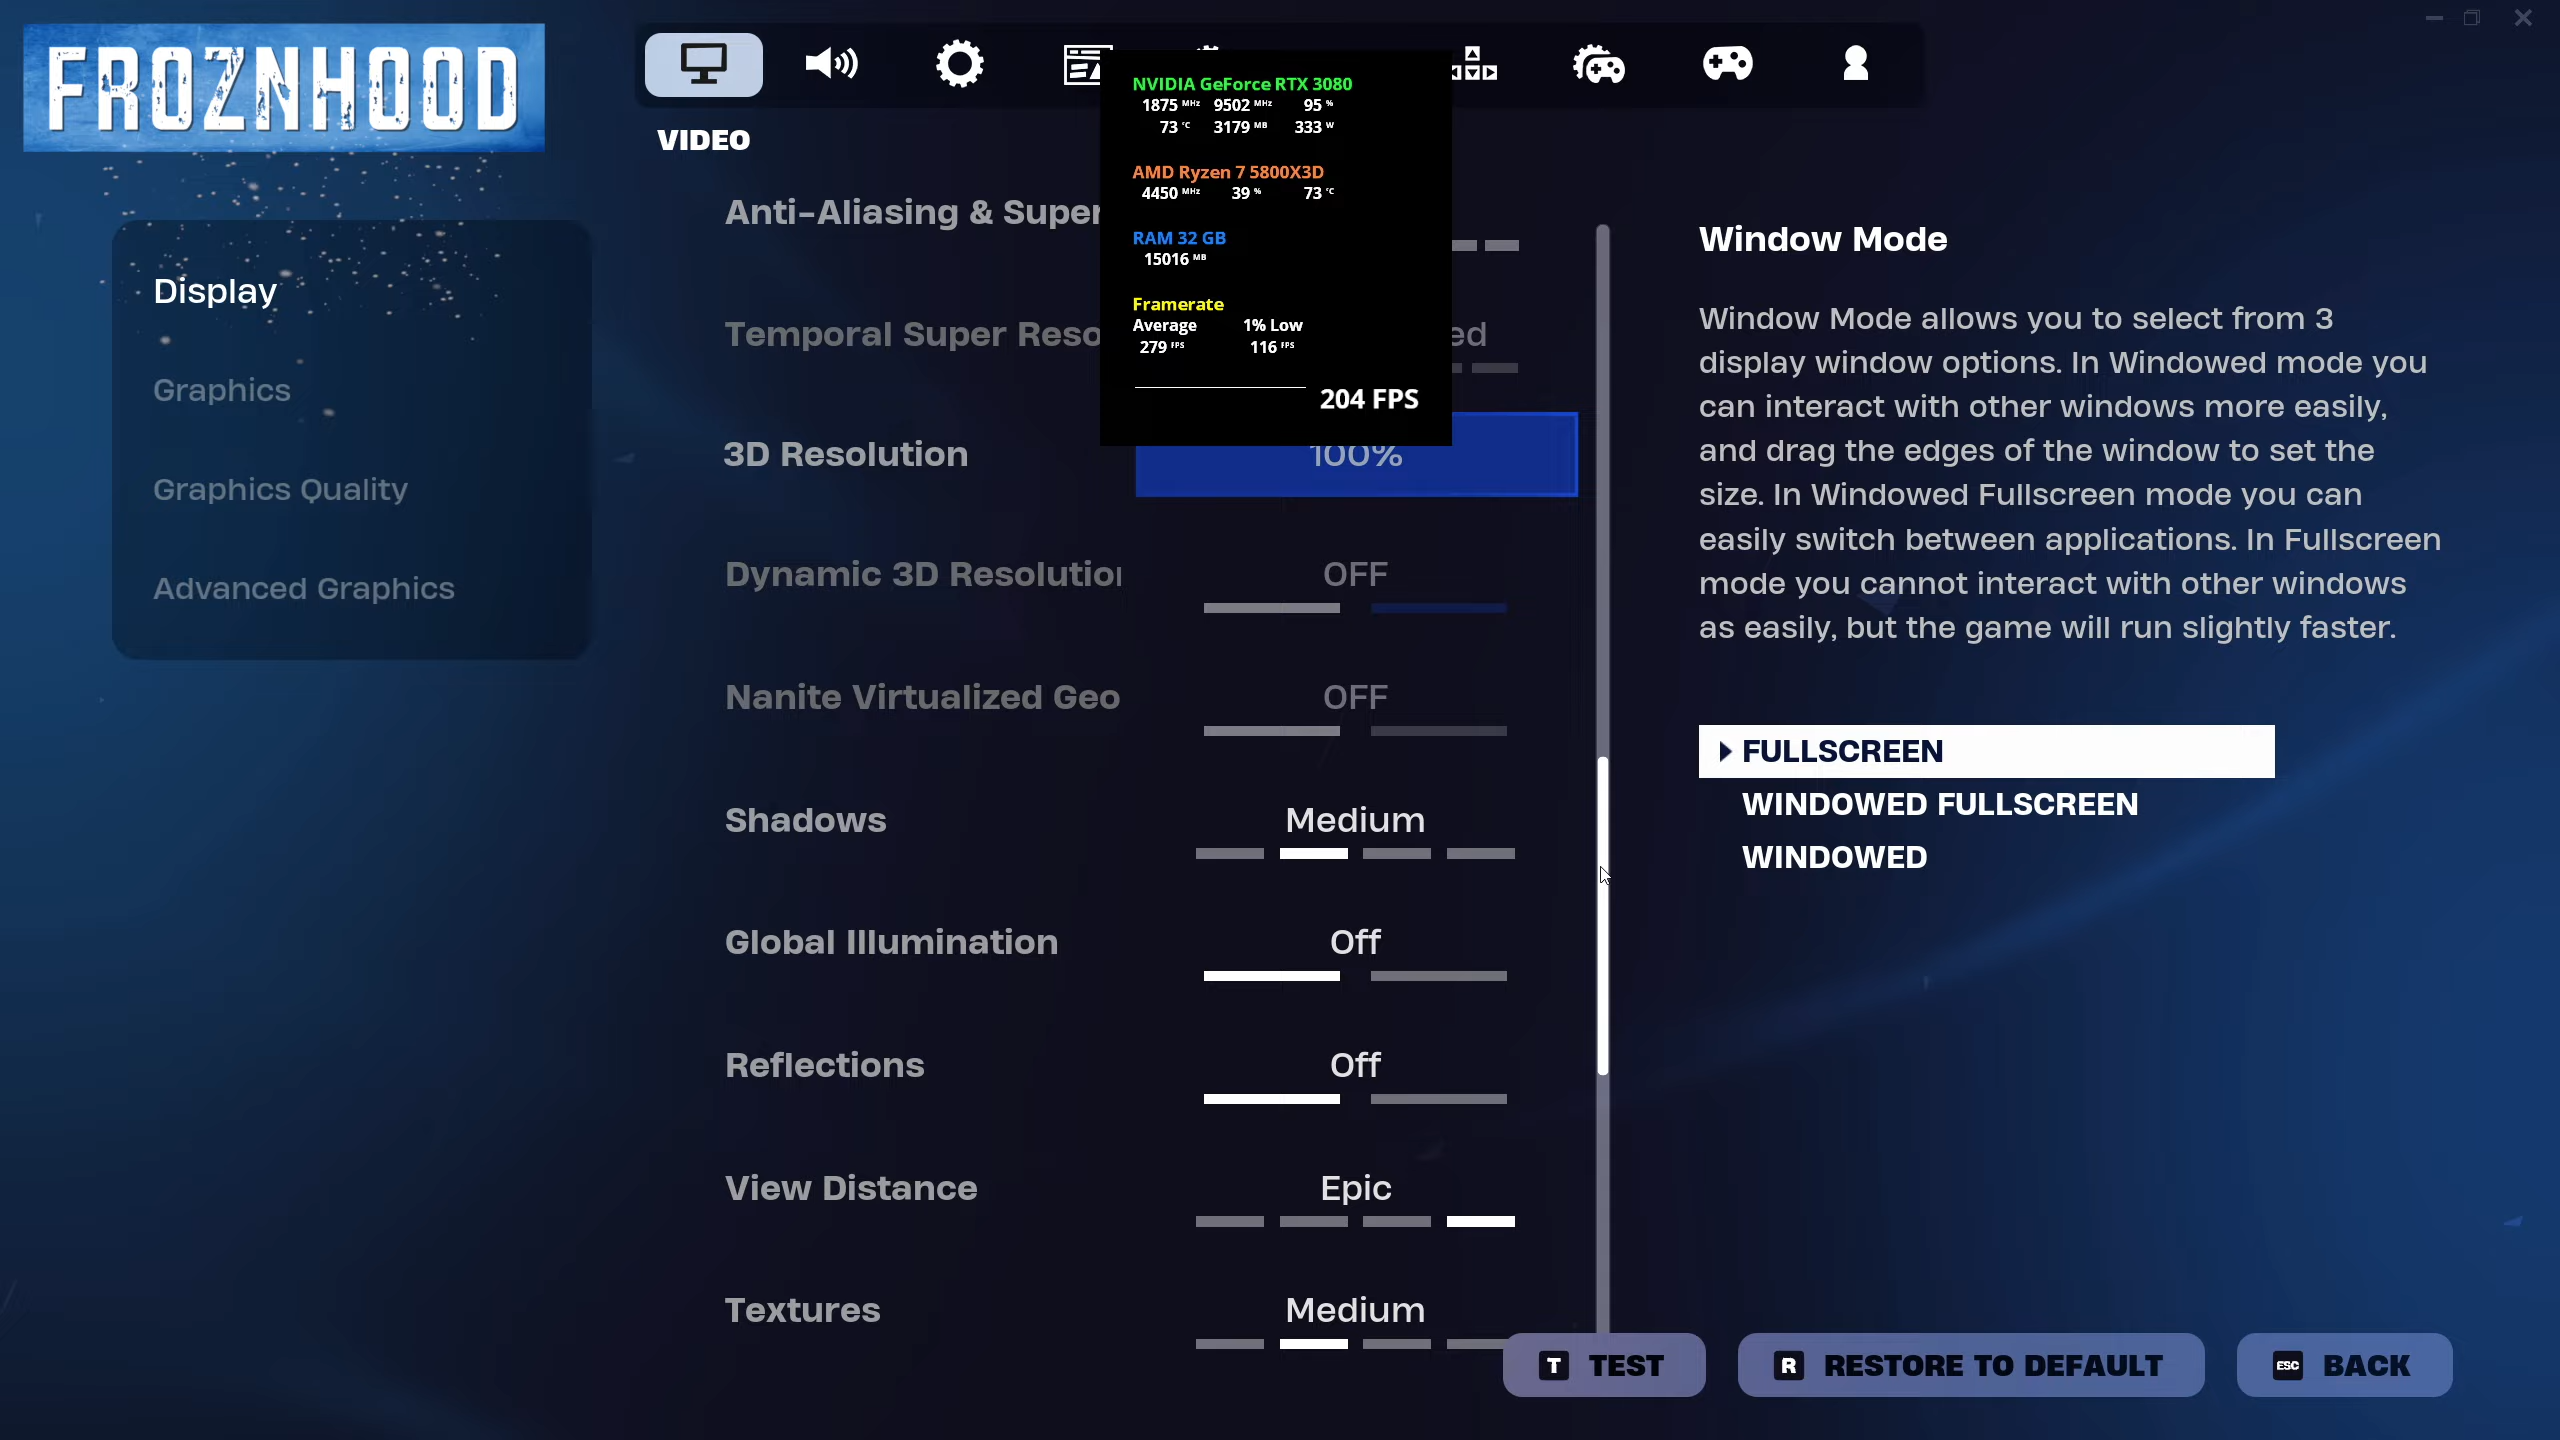 FROZNHOOD
VIDEO
Display
Graphics
Graphics Quality
Advanced Graphics
NVIDIA GeForce RTX 3080
1875 MHz 9502 MHz 95 %
73 °C 3179 MB 333 W
AMD Ryzen 7 5800X3D
4450 MHz 39 % 73 °C
RAM 32 GB
15016 MB
Framerate
Average 1% Low
279 FPS 116 FPS
204 FPS
Anti-Aliasing & Super
Temporal Super Reso ed
3D Resolution 100%
Dynamic 3D Resolution OFF
Nanite Virtualized Geo OFF
Shadows Medium
Global Illumination Off
Reflections Off
View Distance Epic
Textures Medium
Window Mode
Window Mode allows you to select from 3
display window options. In Windowed mode you
can interact with other windows more easily,
and drag the edges of the window to set the
size. In Windowed Fullscreen mode you can
easily switch between applications. In Fullscreen
mode you cannot interact with other windows
as easily, but the game will run slightly faster.
FULLSCREEN
WINDOWED FULLSCREEN
WINDOWED
T TEST
R RESTORE TO DEFAULT
ESC BACK